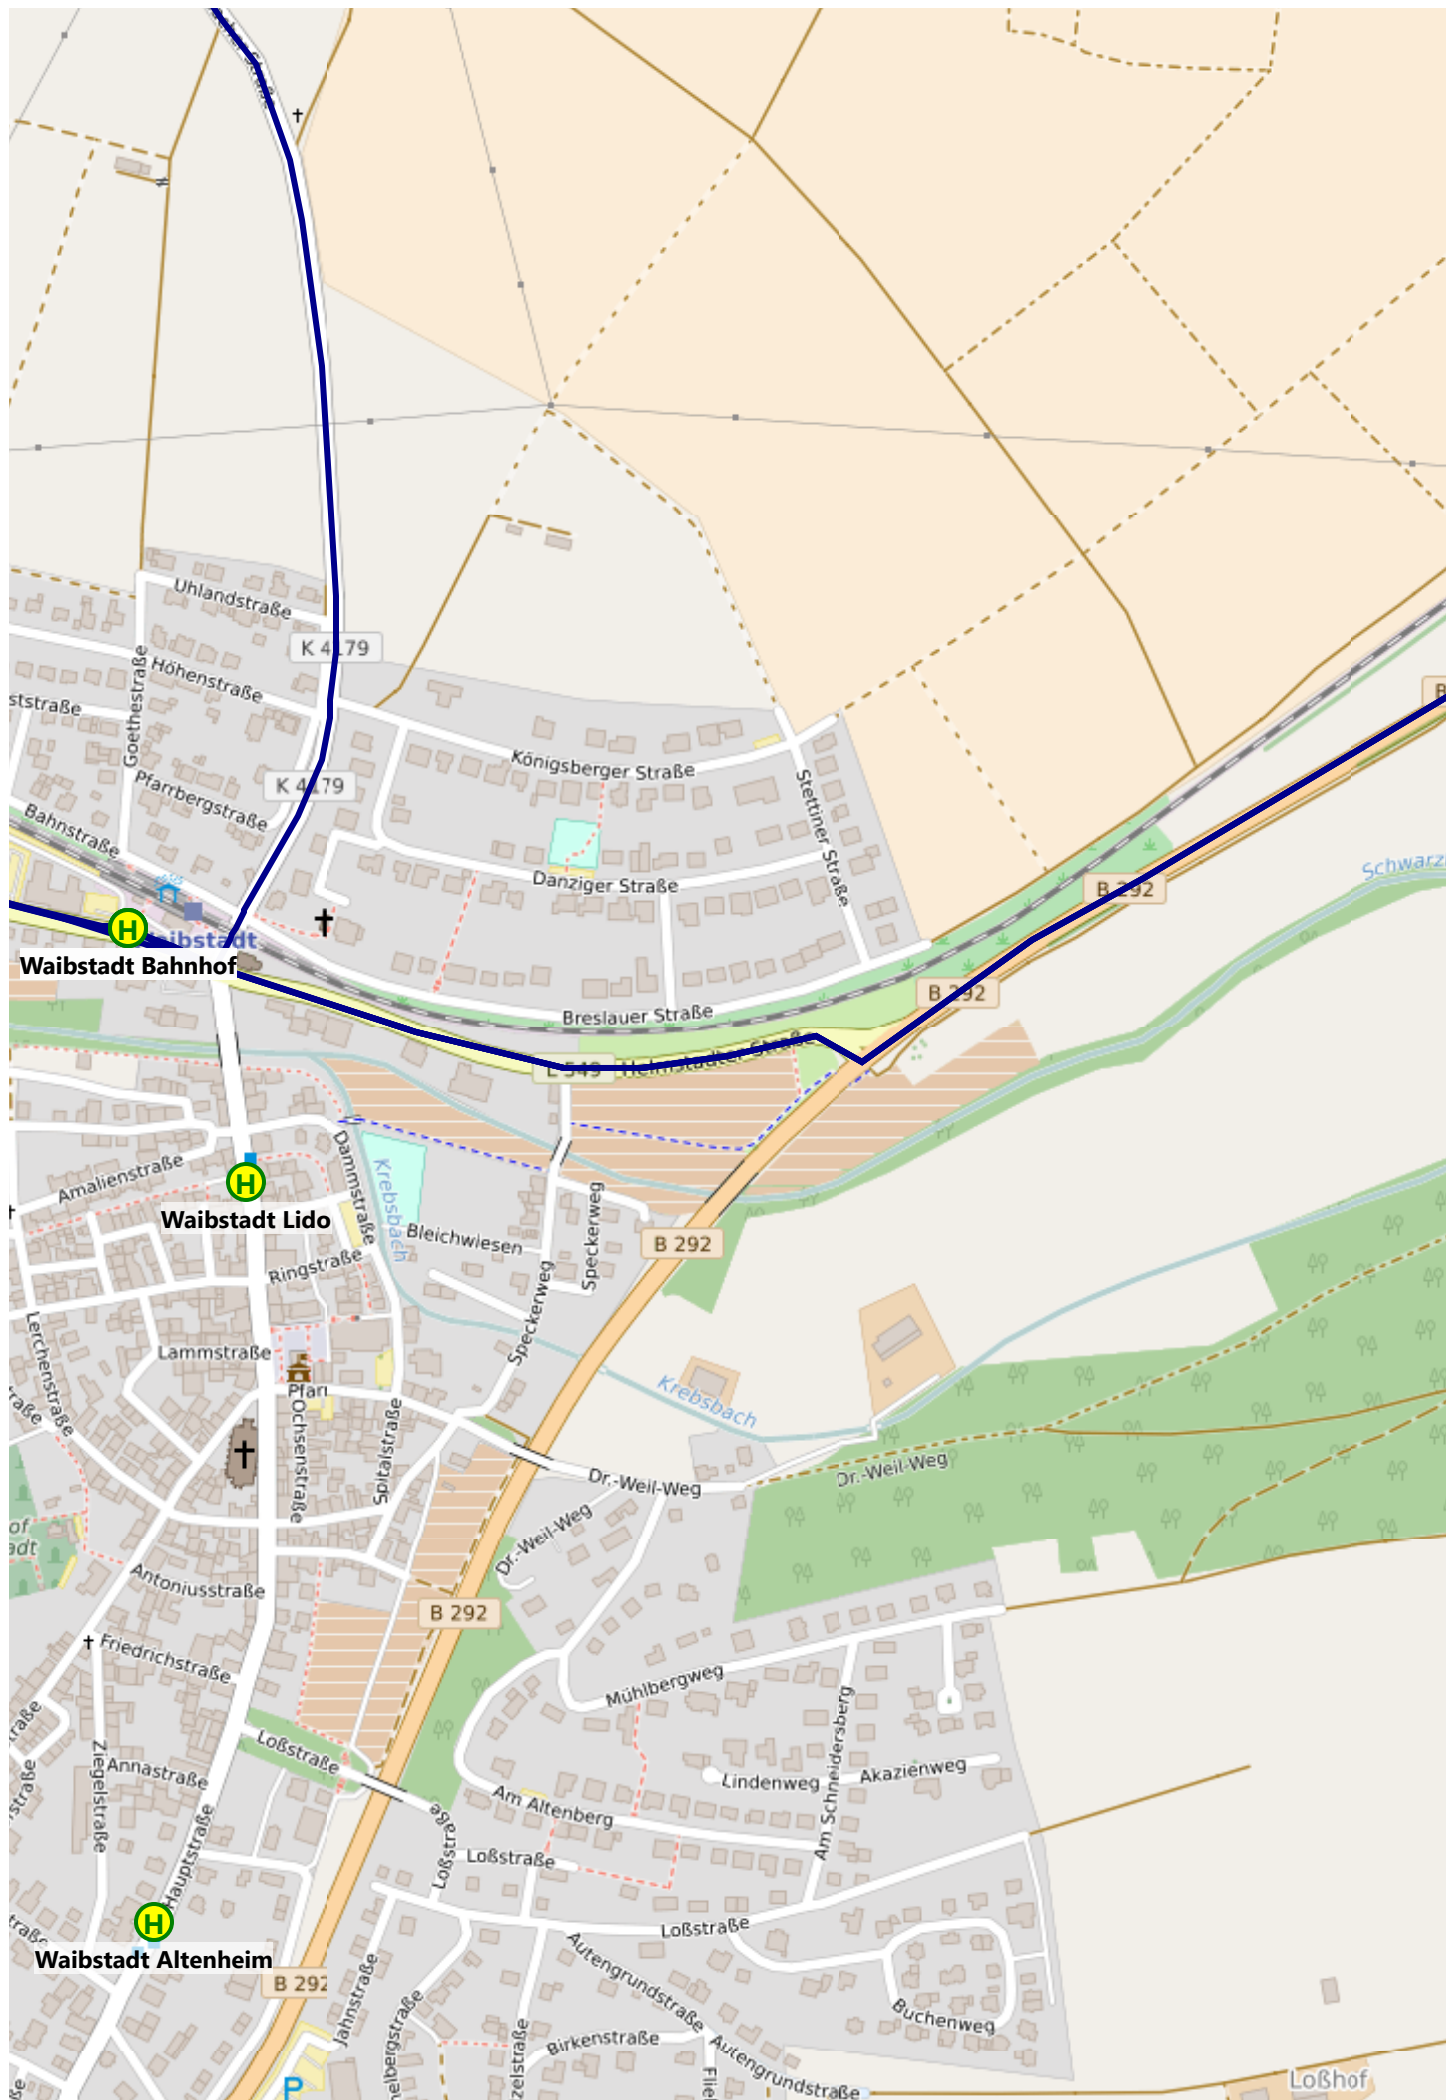 Uhlandstraße
K 4179
Höhenstraße
Goethestraße
Königsberger Straße
K 4179
Pfarrbergstraße
Bahnstraße
Stettiner Straße
Danziger Straße
B 292
H
Waibstadt Bahnhof
B 292
Breslauer Straße
L 549
Helmstadter Straße
Dammstraße
Amalienstraße
Krebsbach
H
Waibstadt Lido
Speckerweg
Bleichwiesen
B 292
Ringstraße
Speckerweg
Lerchenstraße
Lammstraße
Krebsbach
Ochsenstraße
Spitalstraße
Dr.-Weil-Weg
Dr.-Weil-Weg
Dr.-Weil-Weg
Antoniusstraße
B 292
Friedrichstraße
Mühlbergweg
Am Schneidersberg
Loßstraße
Ziegelstraße
Annastraße
Lindenweg
Akazienweg
Am Altenberg
Loßstraße
Loßstraße
Hauptstraße
H
Loßstraße
Waibstadt Altenheim
Autengrundstraße
B 292
Jahnstraße
Buchenweg
Birkenstraße
Autengrundstraße
Loßhof
P